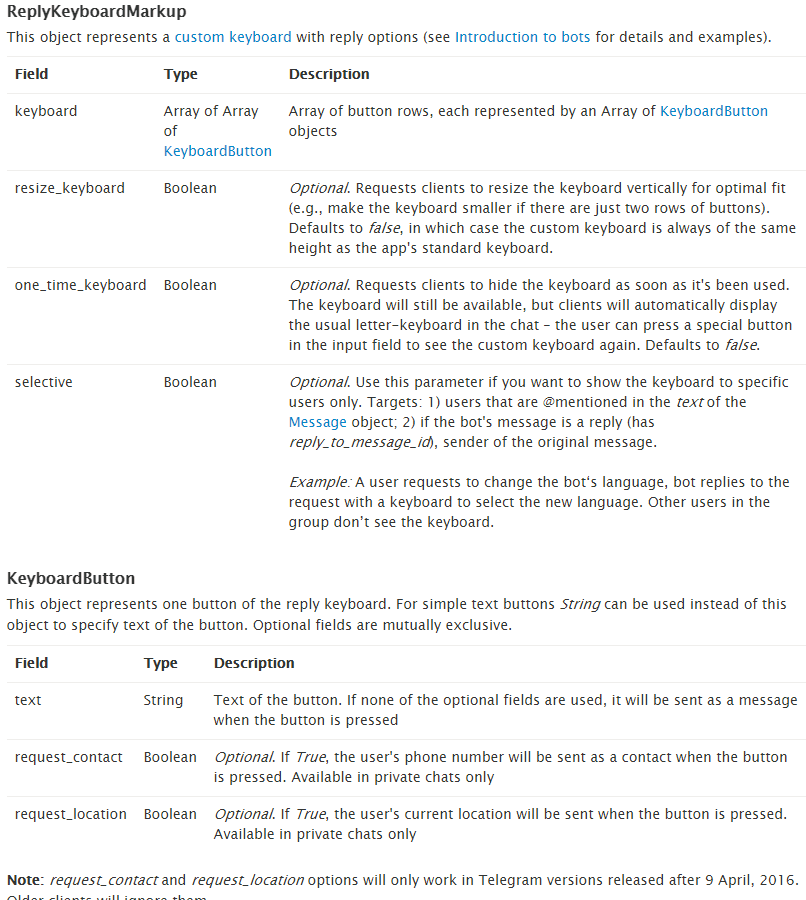 ReplyKeyboardMarkup
This object represents a custom keyboard with reply options (see Introduction to bots for details and examples).
Field Type Description
keyboard Array of Array Array of button rows, each represented by an Array of KeyboardButton
of objects
KeyboardButton
resize_keyboard Boolean Optional. Requests clients to resize the keyboard vertically for optimal fit
(e.g., make the keyboard smaller if there are just two rows of buttons).
Defaults to false, in which case the custom keyboard is always of the same
height as the app's standard keyboard.
one_time_keyboard Boolean Optional. Requests clients to hide the keyboard as soon as it's been used.
The keyboard will still be available, but clients will automatically display
the usual letter-keyboard in the chat – the user can press a special button
in the input field to see the custom keyboard again. Defaults to false.
selective Boolean Optional. Use this parameter if you want to show the keyboard to specific
users only. Targets: 1) users that are @mentioned in the text of the
Message object; 2) if the bot's message is a reply (has
reply_to_message_id), sender of the original message.
Example: A user requests to change the bot‘s language, bot replies to the
request with a keyboard to select the new language. Other users in the
group don’t see the keyboard.
KeyboardButton
This object represents one button of the reply keyboard. For simple text buttons String can be used instead of this
object to specify text of the button. Optional fields are mutually exclusive.
Field Type Description
text String Text of the button. If none of the optional fields are used, it will be sent as a message
when the button is pressed
request_contact Boolean Optional. If True, the user's phone number will be sent as a contact when the button
is pressed. Available in private chats only
request_location Boolean Optional. If True, the user's current location will be sent when the button is pressed.
Available in private chats only
Note: request_contact and request_location options will only work in Telegram versions released after 9 April, 2016.
Older clients will ignore them